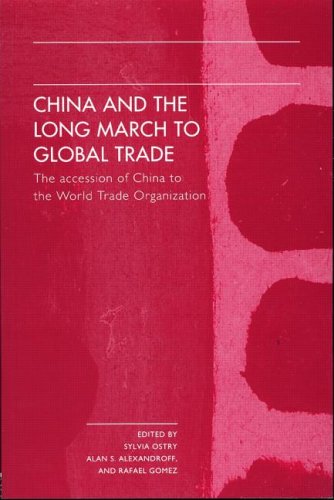 CHINA AND THE
LONG MARCH TO
GLOBAL TRADE
The accession of China to
the World Trade Organization
EDITED BY
SYLVIA OSTRY
ALAN S. ALEXANDROFF,
AND RAFAEL GOMEZ